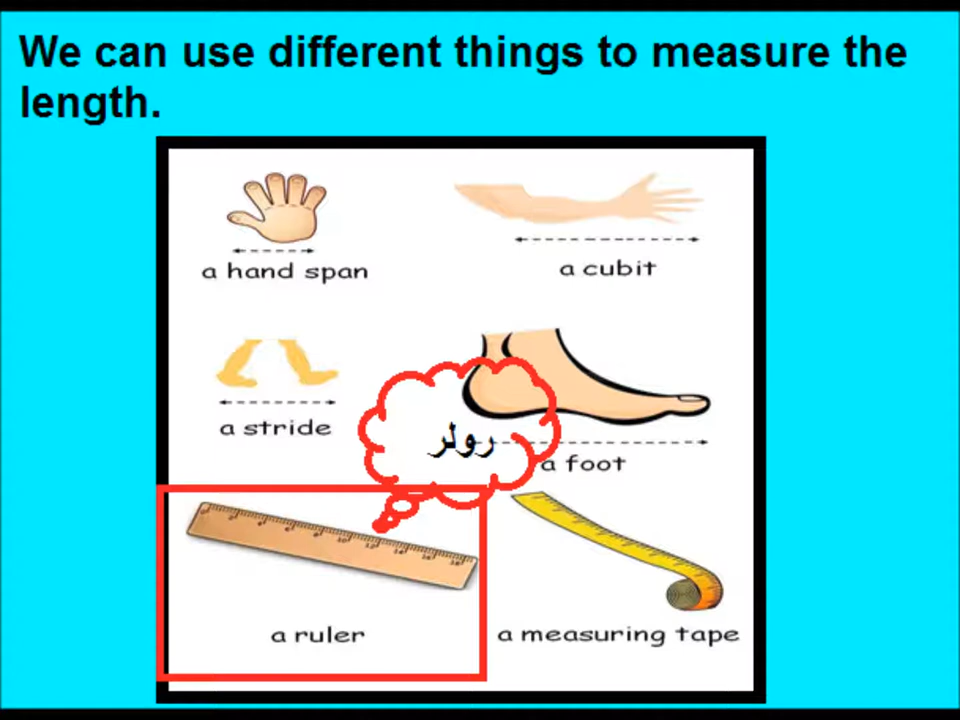 We can use different things to measure the
length.
a hand span
a cubit
a stride
رولر
a foot
a ruler
a measuring tape